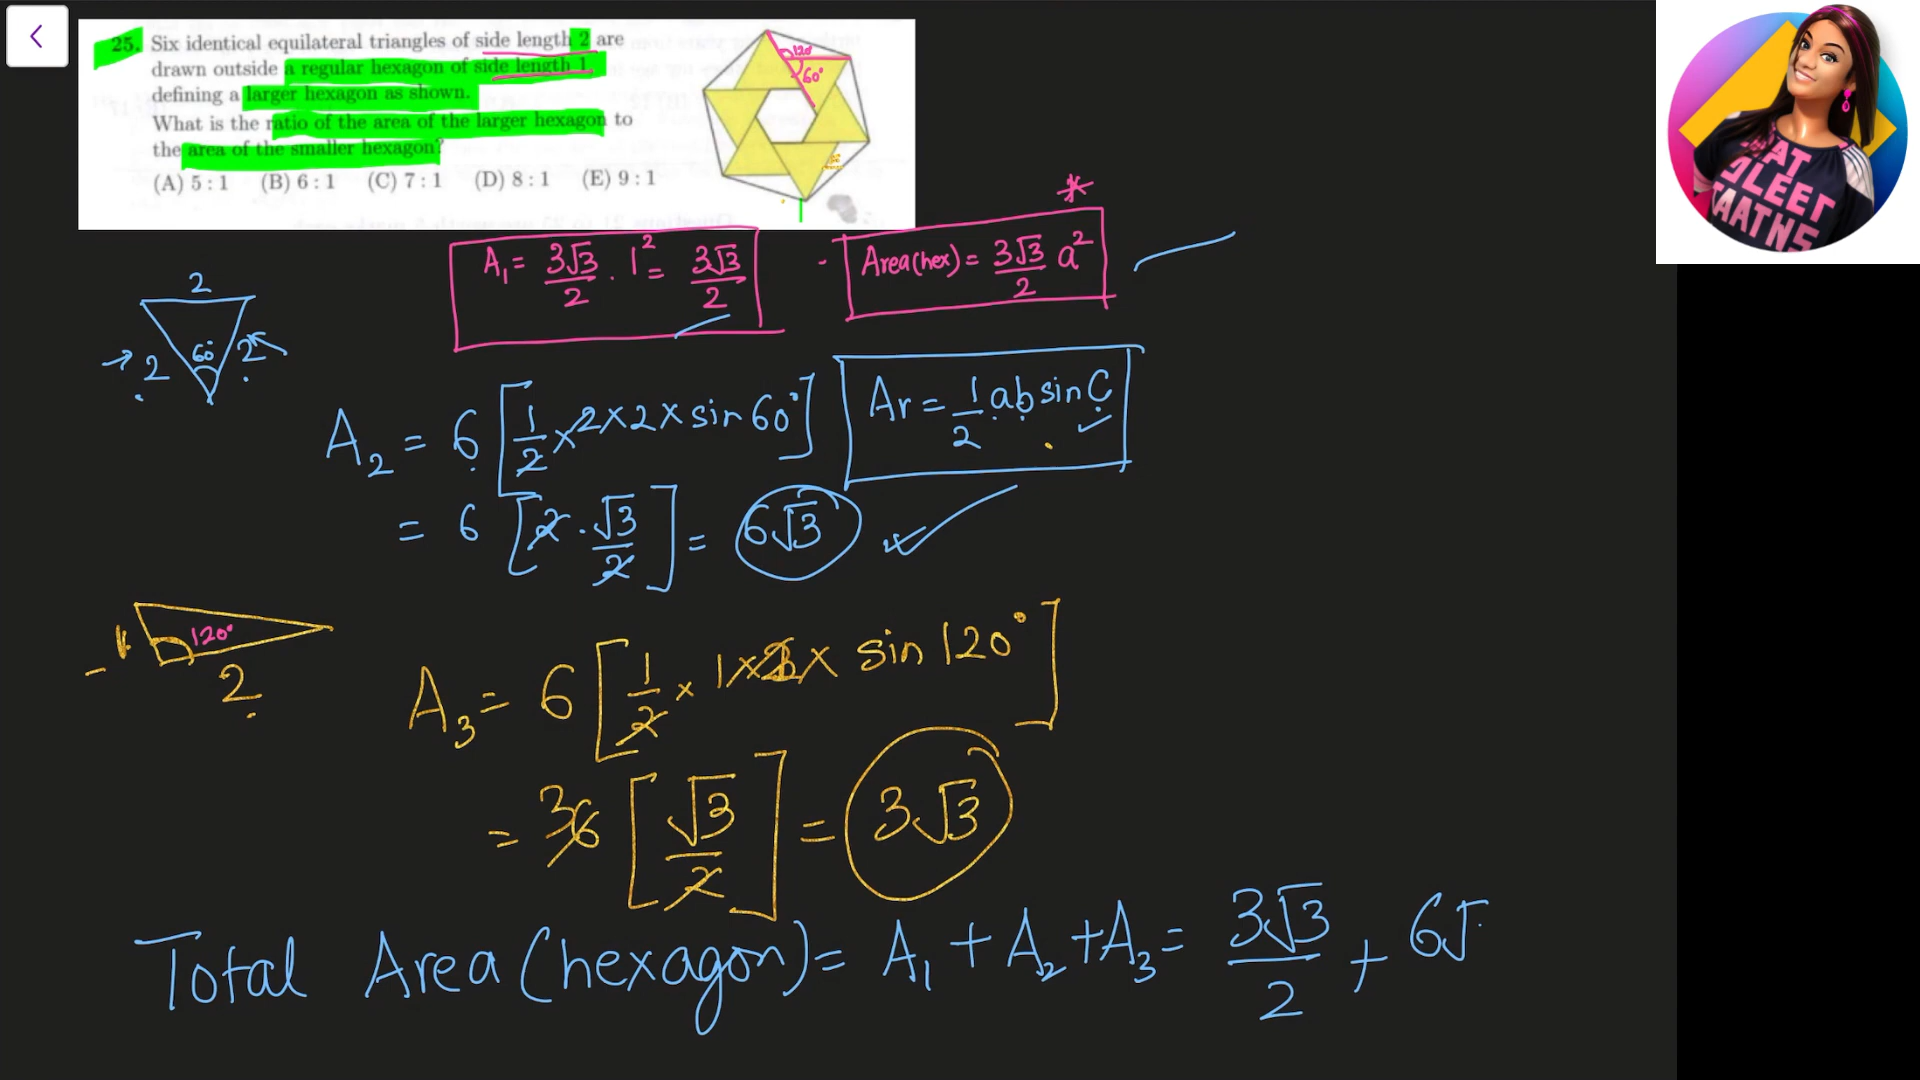 25. Six identical equilateral triangles of side length 2 are
drawn outside a regular hexagon of side length 1,
defining a larger hexagon as shown.
What is the ratio of the area of the larger hexagon to
the area of the smaller hexagon?
(A) 5 : 1 (B) 6 : 1 (C) 7 : 1 (D) 8 : 1 (E) 9 : 1
120°
60°
A₁ = 3√3/2 . 1² = 3√3/2
Area(hex) = 3√3/2 a²
*
2
2 60° 2
A₂ = 6 [1/2 × 2 × 2 × sin 60°]
Ar = 1/2 ab sin C
= 6 [2 . √3/2] = 6√3
1 120°
2
A₃ = 6 [1/2 × 1 × 2 × sin 120°]
= 36 [√3/2] = 3√3
Total Area (hexagon) = A₁ + A₂ + A₃ = 3√3/2 + 6√
EAT
SLEEP
MAATHS